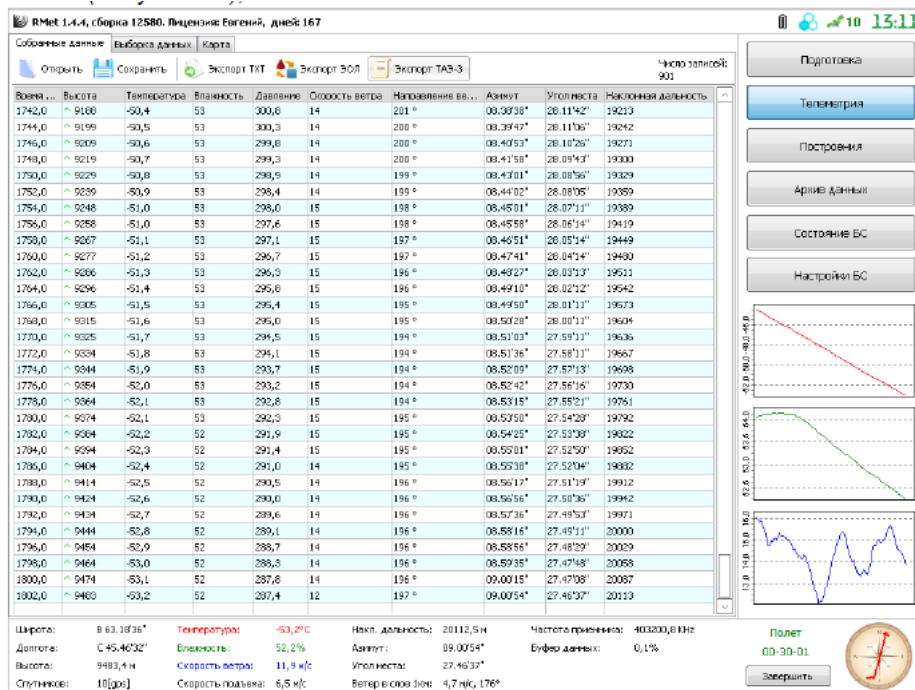 RMet 1.4.4, сборка 12580. Лицензия: Евгений, дней: 167 10 13:11
Собранные данные Выборка данных Карта
Открыть Сохранить Экспорт TXT Экспорт ЭОЛ Экспорт ТАЭ-3 Число записей: 901
Время ... Высота Температура Влажность Давление Скорость ветра Направление ве... Азимут Угол места Наклонная дальность
1742,0 ^ 9188 -50,4 53 300,8 14 201 ° 08.38'38" 28.11'42" 19213
1744,0 ^ 9199 -50,5 53 300,3 14 200 ° 08.39'47" 28.11'06" 19242
1746,0 ^ 9209 -50,6 53 299,8 14 200 ° 08.40'53" 28.10'26" 19271
1748,0 ^ 9219 -50,7 53 299,3 14 200 ° 08.41'58" 28.09'43" 19300
1750,0 ^ 9229 -50,8 53 298,9 14 199 ° 08.43'01" 28.08'56" 19329
1752,0 ^ 9239 -50,9 53 298,4 14 199 ° 08.44'02" 28.08'05" 19359
1754,0 ^ 9248 -51,0 53 298,0 15 198 ° 08.45'01" 28.07'11" 19389
1756,0 ^ 9258 -51,0 53 297,6 15 198 ° 08.45'58" 28.06'14" 19419
1758,0 ^ 9267 -51,1 53 297,1 15 197 ° 08.46'51" 28.05'14" 19449
1760,0 ^ 9277 -51,2 53 296,7 15 197 ° 08.47'41" 28.04'14" 19480
1762,0 ^ 9286 -51,3 53 296,3 15 196 ° 08.48'27" 28.03'13" 19511
1764,0 ^ 9296 -51,4 53 295,8 15 196 ° 08.49'10" 28.02'12" 19542
1766,0 ^ 9305 -51,5 53 295,4 15 195 ° 08.49'50" 28.01'11" 19573
1768,0 ^ 9315 -51,6 53 295,0 15 195 ° 08.50'28" 28.00'11" 19604
1770,0 ^ 9325 -51,7 53 294,5 15 194 ° 08.51'03" 27.59'11" 19636
1772,0 ^ 9334 -51,8 53 294,1 15 194 ° 08.51'36" 27.58'11" 19667
1774,0 ^ 9344 -51,9 53 293,7 15 194 ° 08.52'09" 27.57'13" 19698
1776,0 ^ 9354 -52,0 53 293,2 15 194 ° 08.52'42" 27.56'16" 19730
1778,0 ^ 9364 -52,1 53 292,8 15 194 ° 08.53'15" 27.55'21" 19761
1780,0 ^ 9374 -52,1 53 292,3 15 195 ° 08.53'50" 27.54'28" 19792
1782,0 ^ 9384 -52,2 53 291,9 15 195 ° 08.54'25" 27.53'38" 19822
1784,0 ^ 9394 -52,3 52 291,4 15 195 ° 08.55'01" 27.52'50" 19852
1786,0 ^ 9404 -52,4 52 291,0 14 195 ° 08.55'38" 27.52'04" 19882
1788,0 ^ 9414 -52,5 52 290,5 14 196 ° 08.56'17" 27.51'19" 19912
1790,0 ^ 9424 -52,6 52 290,0 14 196 ° 08.56'56" 27.50'36" 19942
1792,0 ^ 9434 -52,7 52 289,6 14 196 ° 08.57'36" 27.49'53" 19971
1794,0 ^ 9444 -52,8 52 289,1 14 196 ° 08.58'16" 27.49'11" 20000
1796,0 ^ 9454 -52,9 52 288,7 14 196 ° 08.58'56" 27.48'29" 20029
1798,0 ^ 9464 -53,0 52 288,3 14 196 ° 08.59'35" 27.47'48" 20058
1800,0 ^ 9474 -53,1 52 287,8 14 196 ° 09.00'15" 27.47'08" 20087
1802,0 ^ 9483 -53,2 52 287,4 12 197 ° 09.00'54" 27.46'37" 20113
Подготовка
Телеметрия
Построения
Архив данных
Состояние БС
Настройки БС
-52,0 -50,0 -48,0 -46,0
52,6 53,0 53,6 54,0
13,0 14,0 15,0 16,0
Широта: В 63.18'36" Температура: -53,2°C Накл. дальность: 20112,5 м Частота приемника: 403200,8 KHz
Долгота: С 45.46'32" Влажность: 52,2% Азимут: 09.00'54" Буфер данных: 0,1%
Высота: 9483,4 м Скорость ветра: 11,9 м/с Угол места: 27.46'37"
Спутников: 10[gps] Скорость подъема: 6,5 м/с Ветер в слое 1км: 4,7 м/с, 176°
Полет
00-30-01
Завершить